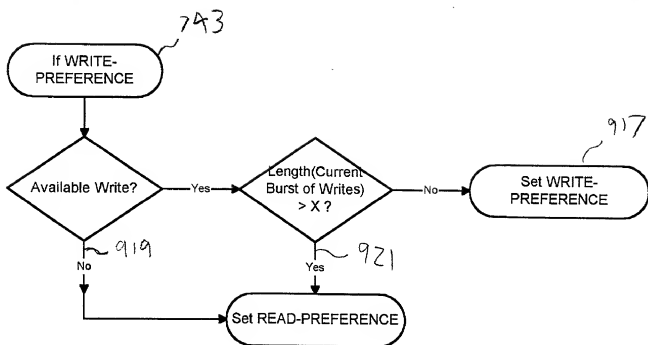 743
If WRITE-
PREFERENCE
917
Available Write?
Yes
Length(Current
Burst of Writes)
> X ?
No
Set WRITE-
PREFERENCE
919
No
921
Yes
Set READ-PREFERENCE